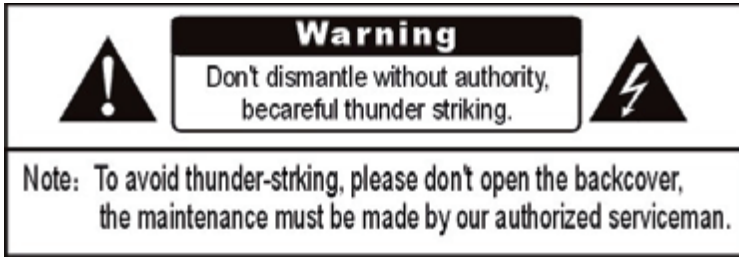 Warning
Don't dismantle without authority,
becareful thunder striking.
Note: To avoid thunder-strking, please don't open the backcover,
the maintenance must be made by our authorized serviceman.